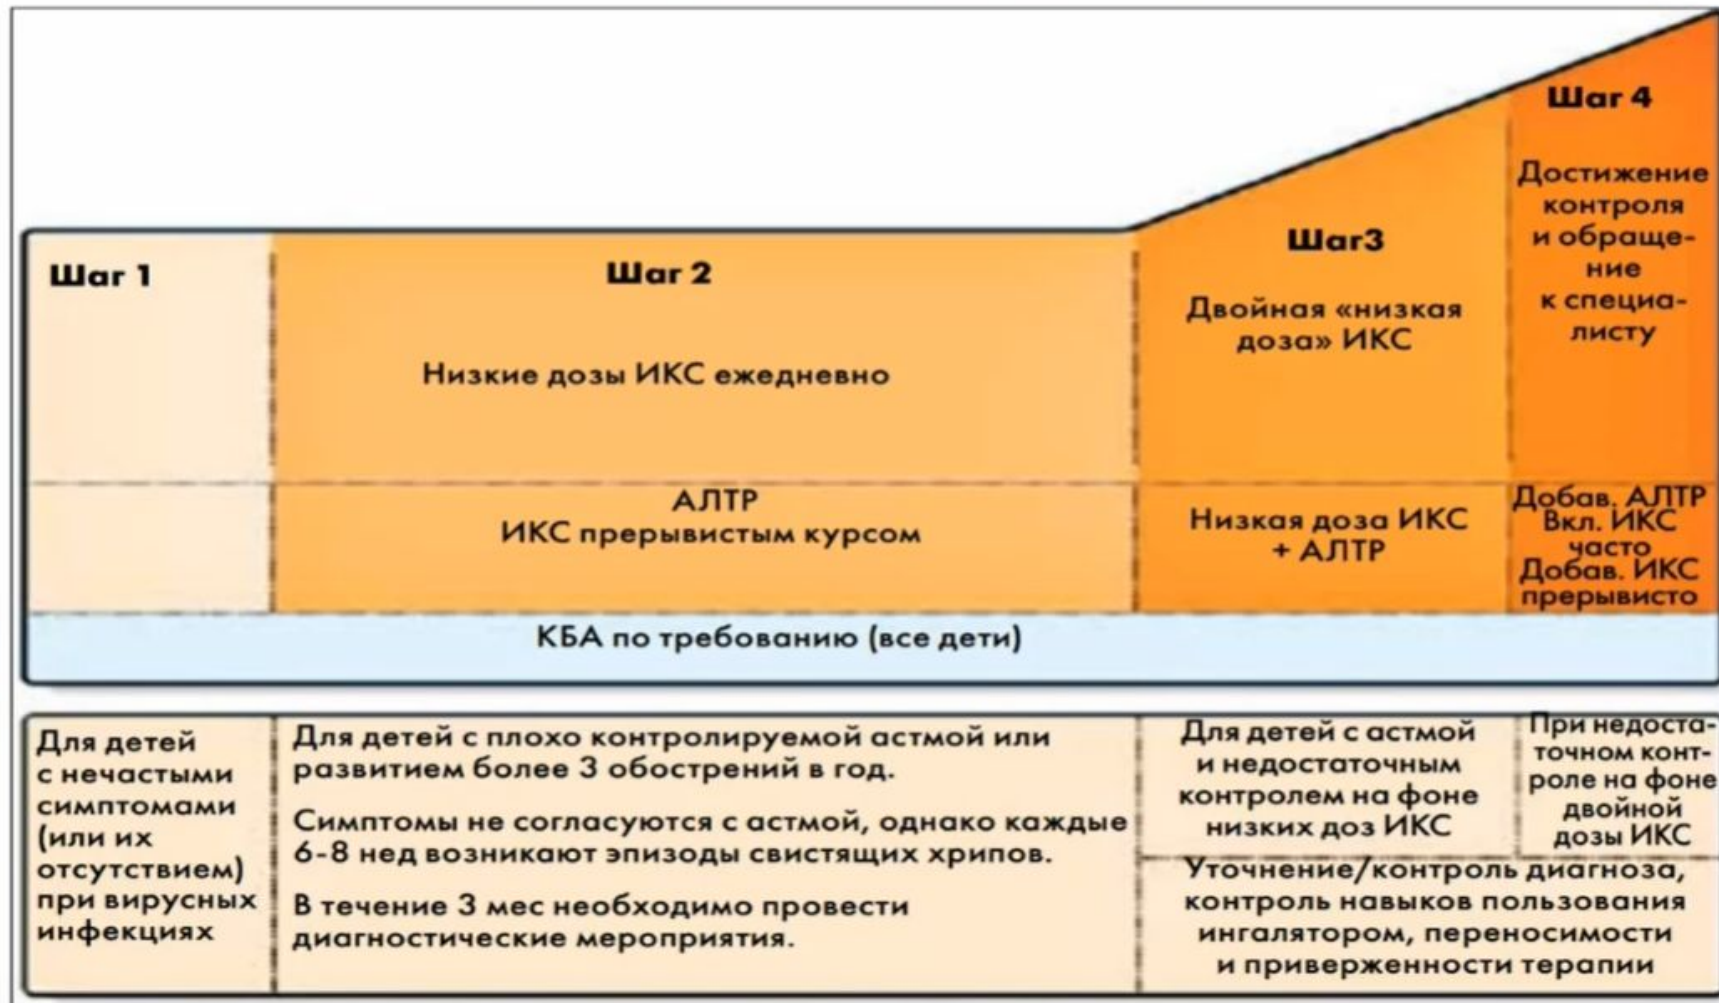 Шаг 1
Шаг 2
Низкие дозы ИКС ежедневно
Шаг3
Двойная «низкая
доза» ИКС
Шаг 4
Достижение
контроля
и обраще-
ние
к специа-
листу
АЛТР
ИКС прерывистым курсом
Низкая доза ИКС
+ АЛТР
Добав. АЛТР
Вкл. ИКС
часто
Добав. ИКС
прерывисто
КБА по требованию (все дети)
Для детей
с нечастыми
симптомами
(или их
отсутствием)
при вирусных
инфекциях
Для детей с плохо контролируемой астмой или
развитием более 3 обострений в год.
Симптомы не согласуются с астмой, однако каждые
6-8 нед возникают эпизоды свистящих хрипов.
В течение 3 мес необходимо провести
диагностические мероприятия.
Для детей с астмой
и недостаточным
контролем на фоне
низких доз ИКС
При недоста-
точном конт-
роле на фоне
двойной
дозы ИКС
Уточнение/контроль диагноза,
контроль навыков пользования
ингалятором, переносимости
и приверженности терапии